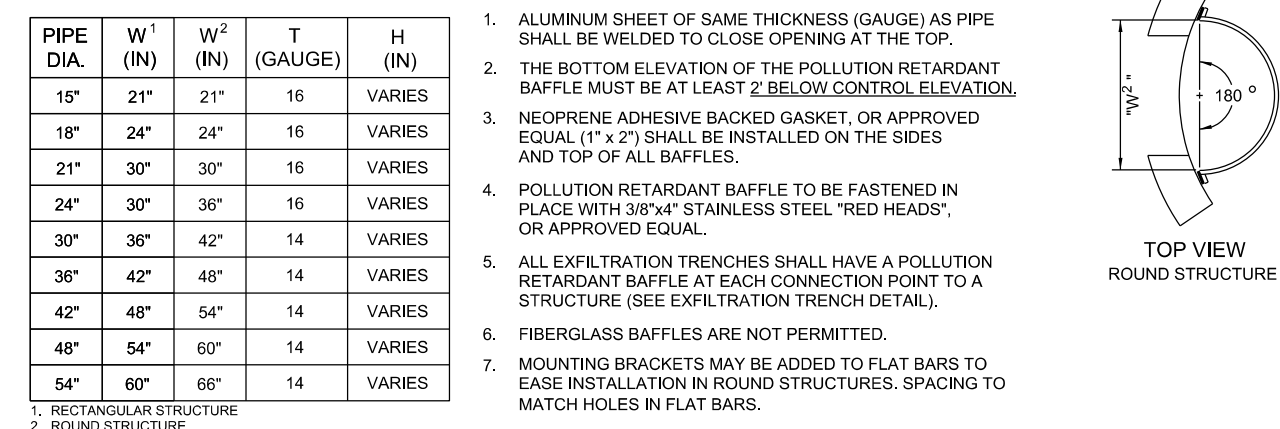 PIPE DIA. W1 (IN) W2 (IN) T (GAUGE) H (IN)
15" 21" 21" 16 VARIES
18" 24" 24" 16 VARIES
21" 30" 30" 16 VARIES
24" 30" 36" 16 VARIES
30" 36" 42" 14 VARIES
36" 42" 48" 14 VARIES
42" 48" 54" 14 VARIES
48" 54" 60" 14 VARIES
54" 60" 66" 14 VARIES
1. RECTANGULAR STRUCTURE
2. ROUND STRUCTURE
1. ALUMINUM SHEET OF SAME THICKNESS (GAUGE) AS PIPE
SHALL BE WELDED TO CLOSE OPENING AT THE TOP.
2. THE BOTTOM ELEVATION OF THE POLLUTION RETARDANT
BAFFLE MUST BE AT LEAST 2' BELOW CONTROL ELEVATION.
3. NEOPRENE ADHESIVE BACKED GASKET, OR APPROVED
EQUAL (1" x 2") SHALL BE INSTALLED ON THE SIDES
AND TOP OF ALL BAFFLES.
4. POLLUTION RETARDANT BAFFLE TO BE FASTENED IN
PLACE WITH 3/8"x4" STAINLESS STEEL "RED HEADS",
OR APPROVED EQUAL.
5. ALL EXFILTRATION TRENCHES SHALL HAVE A POLLUTION
RETARDANT BAFFLE AT EACH CONNECTION POINT TO A
STRUCTURE (SEE EXFILTRATION TRENCH DETAIL).
6. FIBERGLASS BAFFLES ARE NOT PERMITTED.
7. MOUNTING BRACKETS MAY BE ADDED TO FLAT BARS TO
EASE INSTALLATION IN ROUND STRUCTURES. SPACING TO
MATCH HOLES IN FLAT BARS.
"W2"
180 °
TOP VIEW
ROUND STRUCTURE